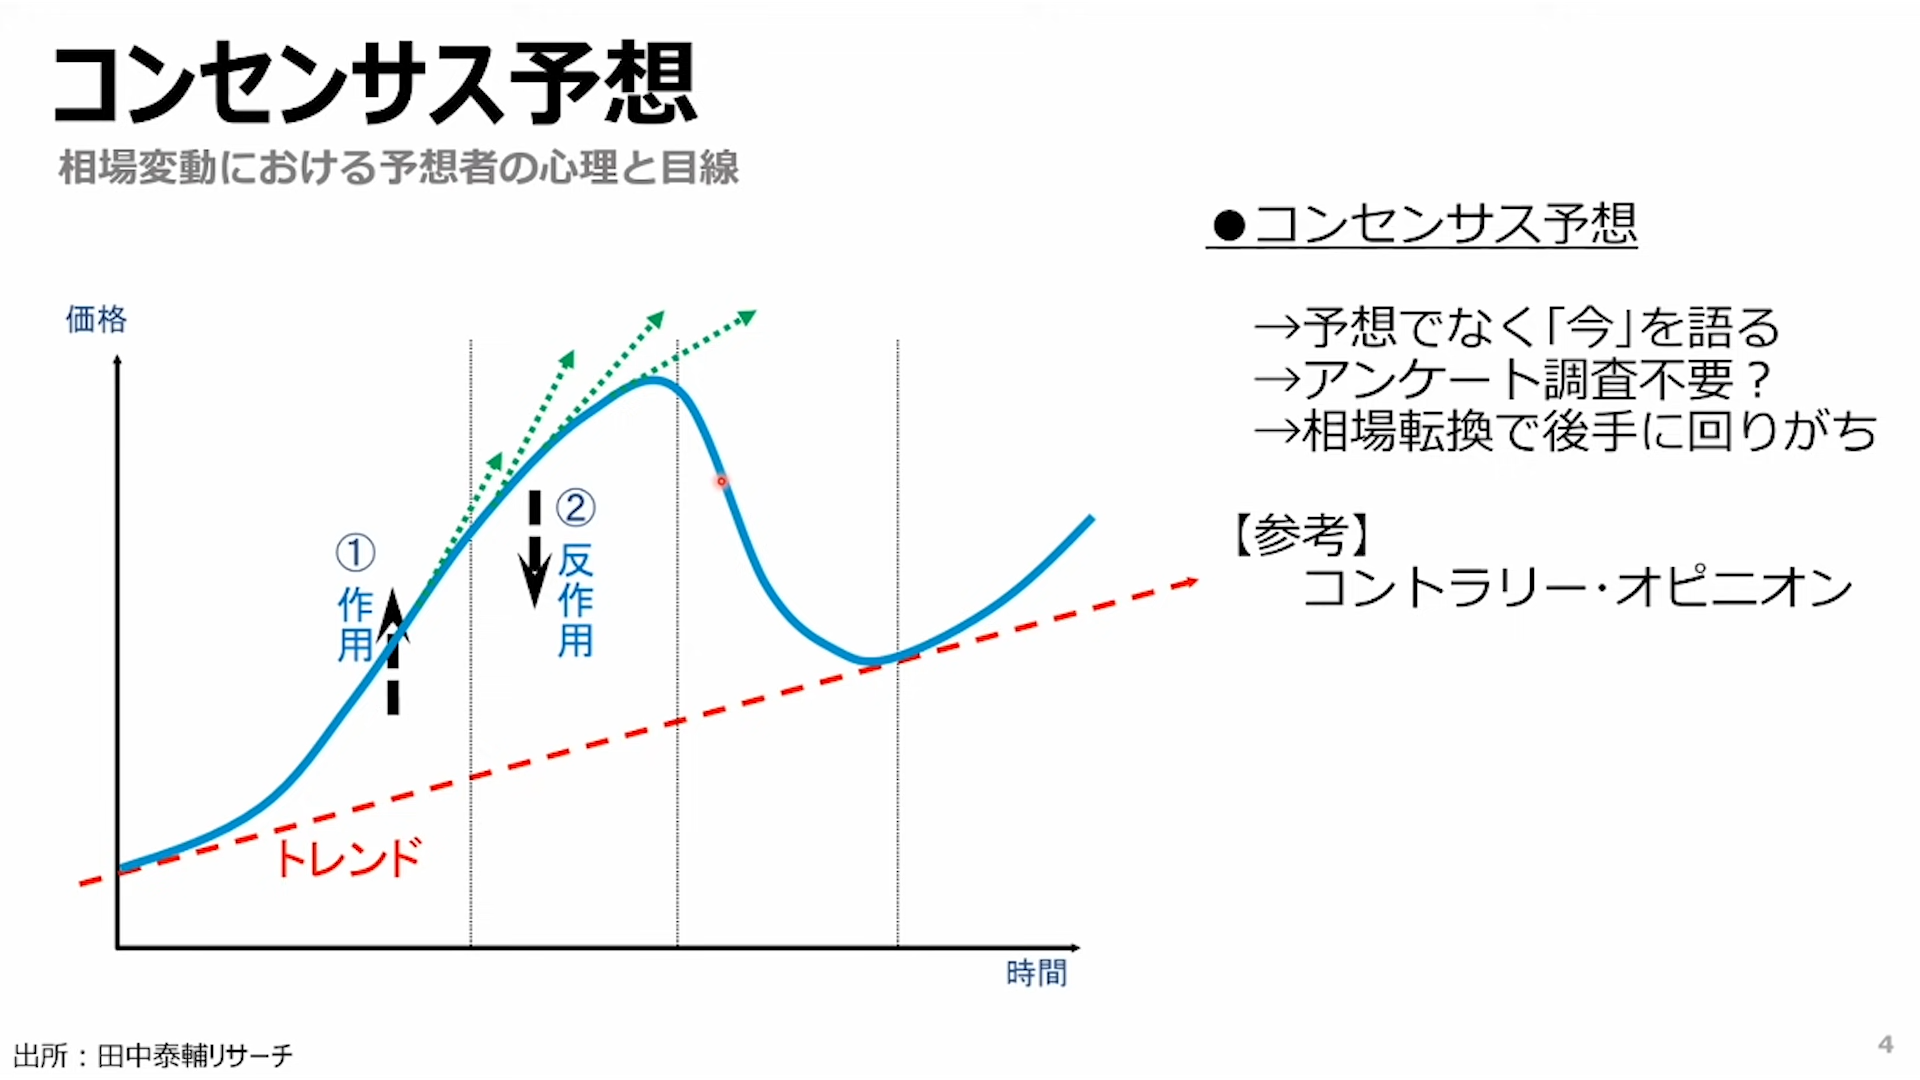 コンセンサス予想
相場変動における予想者の心理と目線
●コンセンサス予想
→予想でなく｢今｣を語る
→アンケート調査不要？
→相場転換で後手に回りがち
【参考】
コントラリー･オピニオン
価格
①
作用
②
反作用
トレンド
時間
出所：田中泰輔リサーチ
4